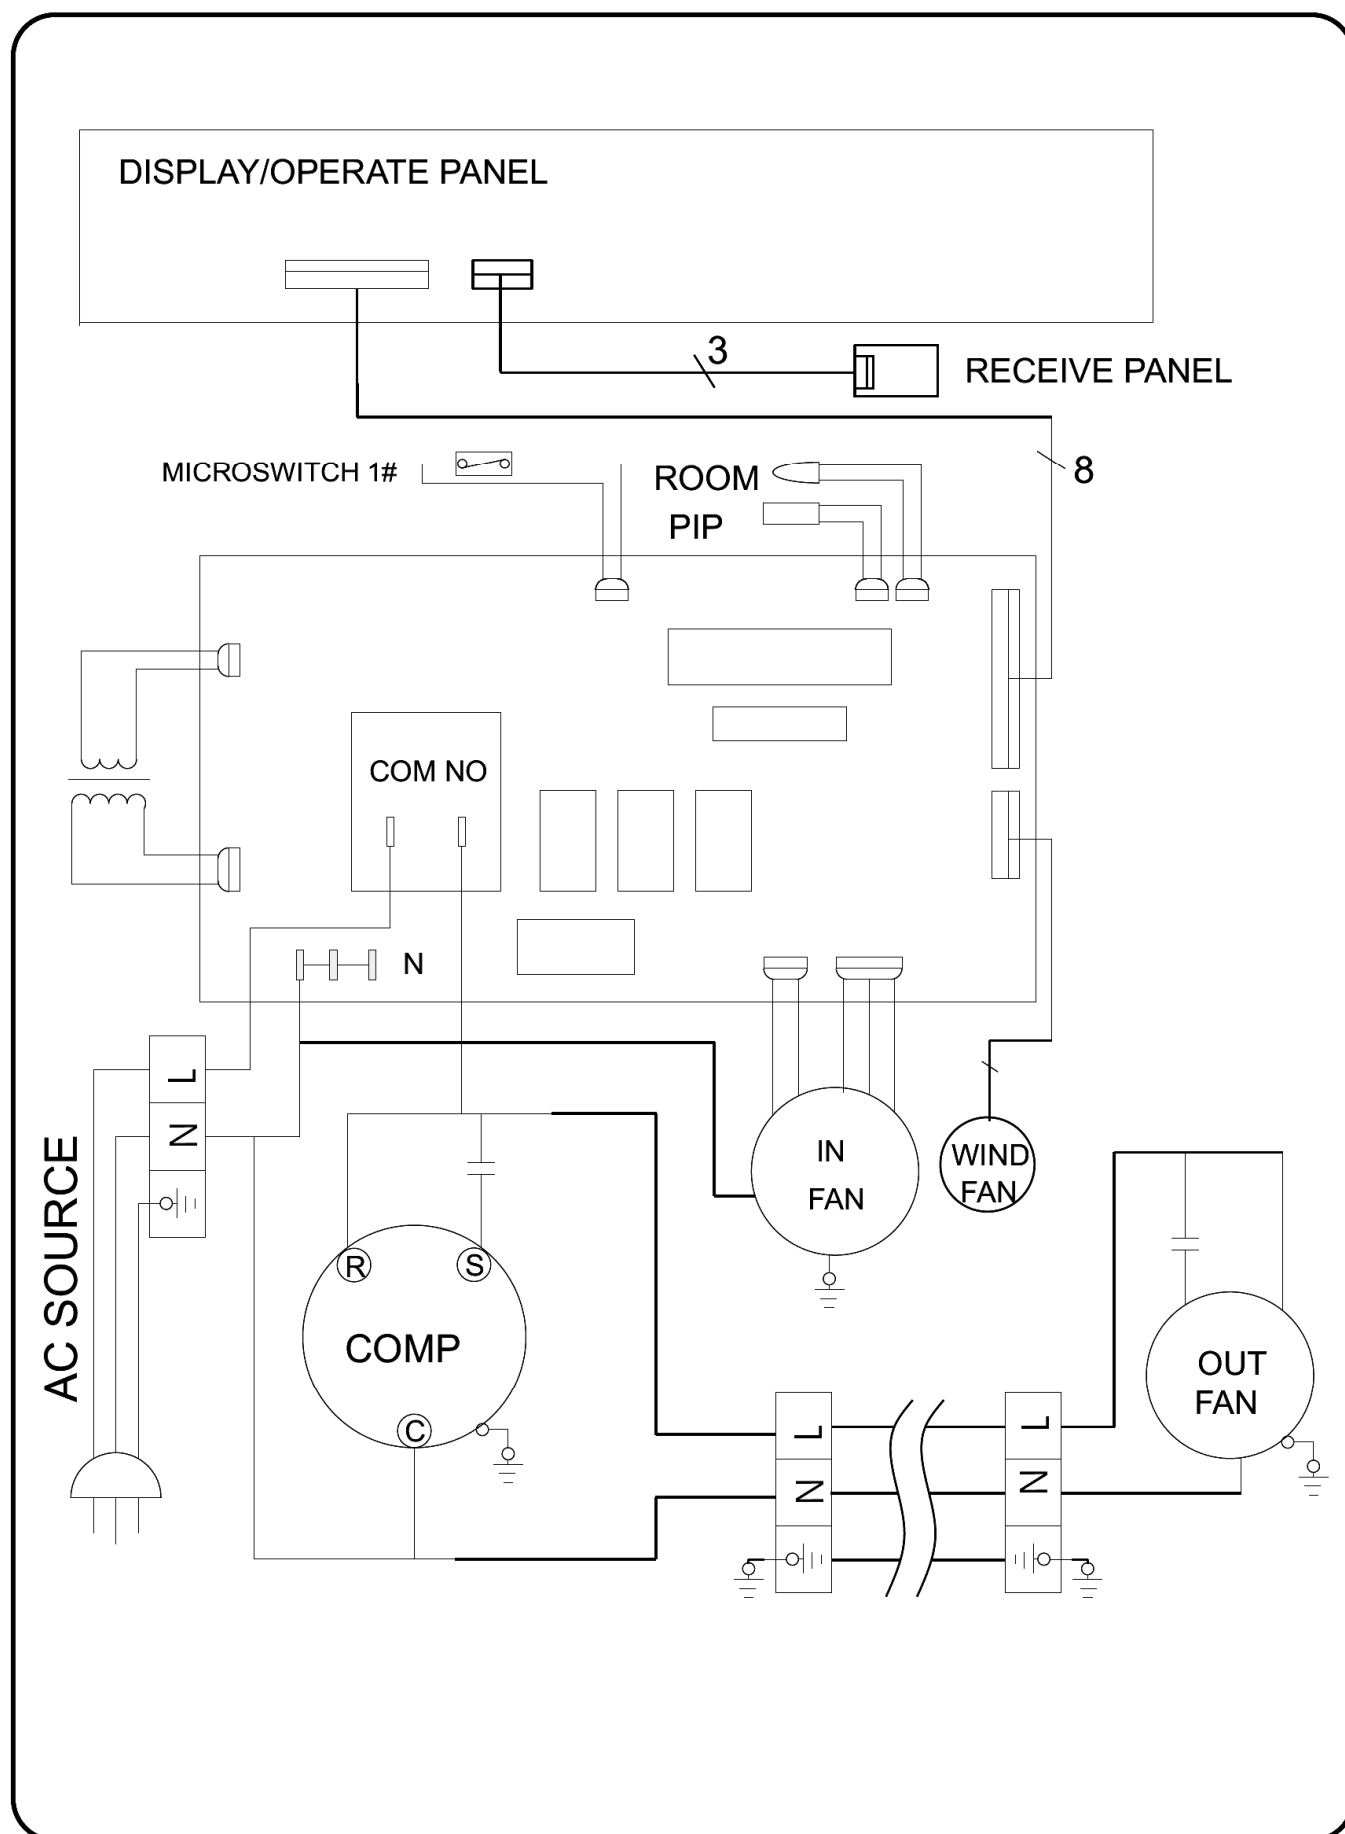 DISPLAY/OPERATE PANEL
3
RECEIVE PANEL
MICROSWITCH 1#
ROOM
8
PIP
COM NO
N
L
N
AC SOURCE
IN
FAN
WIND
FAN
R
S
COMP
C
OUT
FAN
L
L
N
N